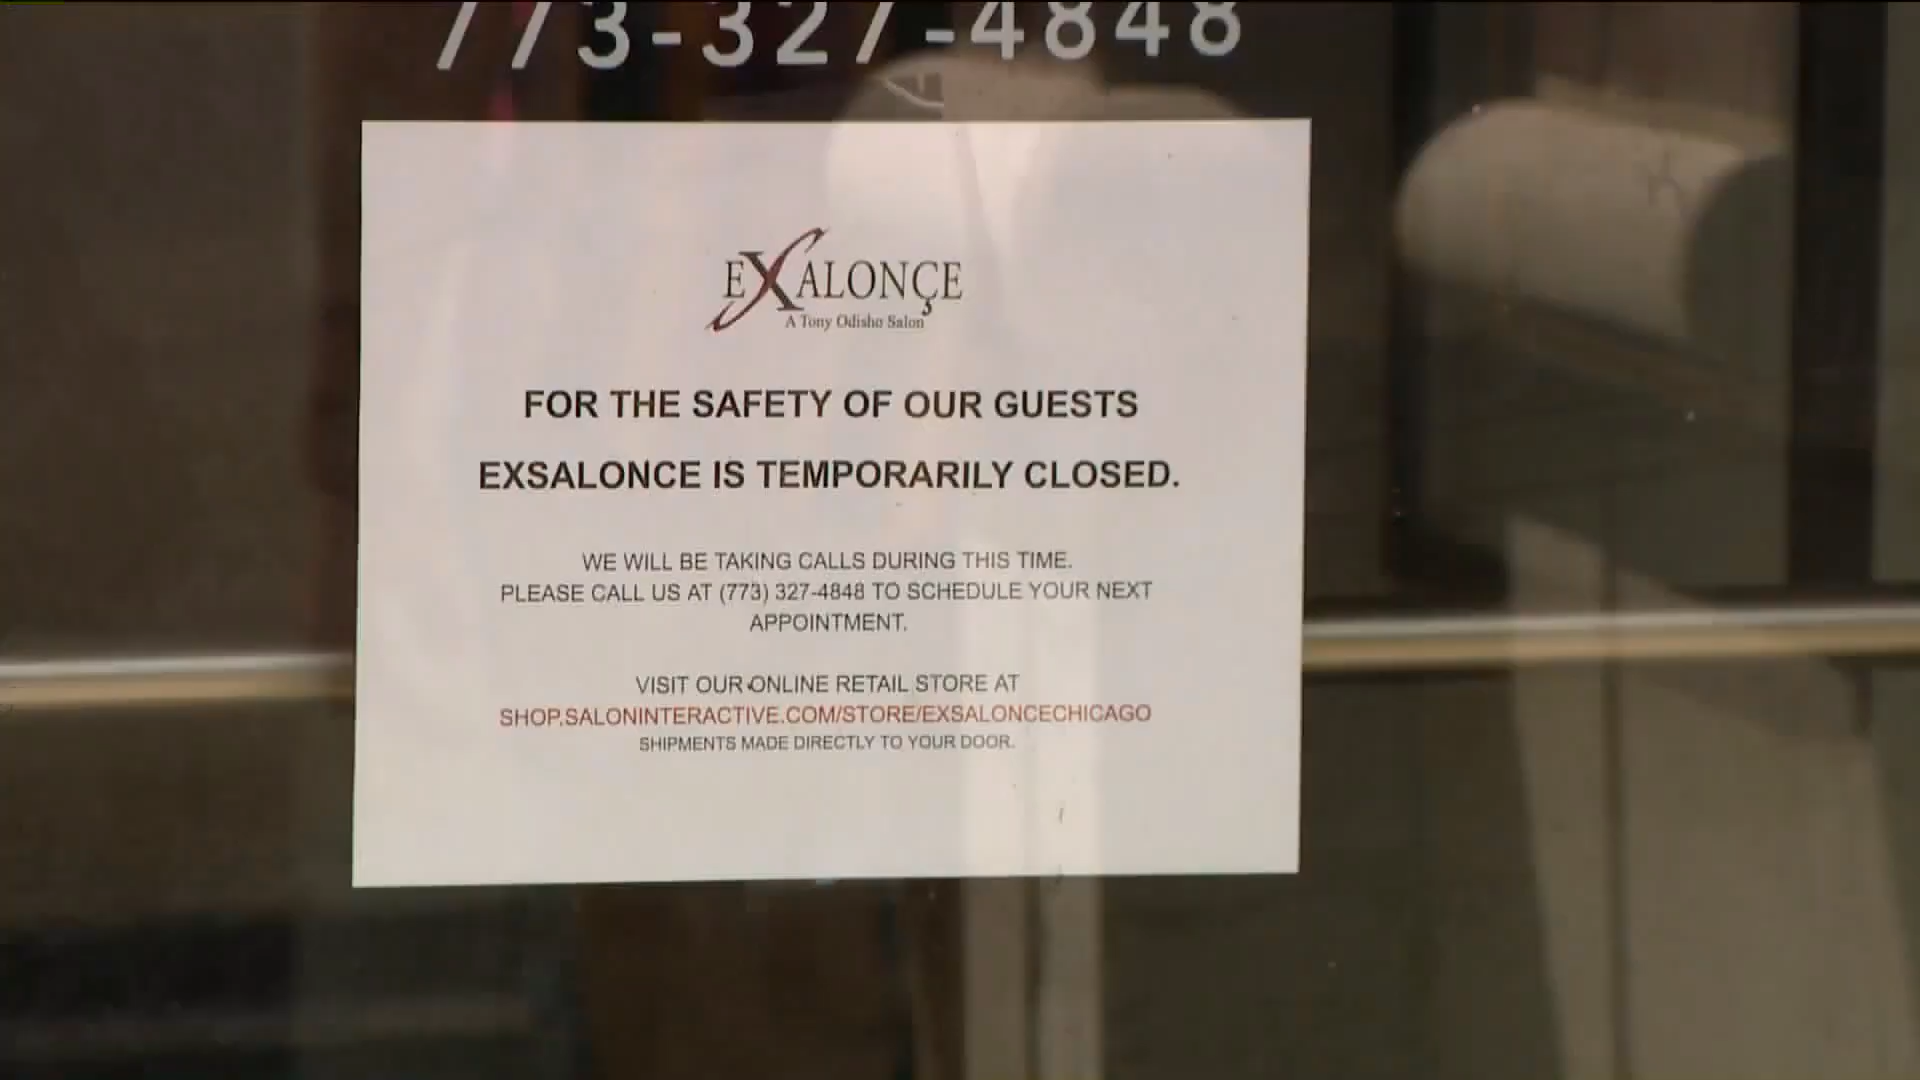 773-327-4848
EXSALONÇE
A Tony Odisho Salon
FOR THE SAFETY OF OUR GUESTS
EXSALONCE IS TEMPORARILY CLOSED.
WE WILL BE TAKING CALLS DURING THIS TIME.
PLEASE CALL US AT (773) 327-4848 TO SCHEDULE YOUR NEXT
APPOINTMENT.
VISIT OUR ONLINE RETAIL STORE AT
SHOP.SALONINTERACTIVE.COM/STORE/EXSALONCECHICAGO
SHIPMENTS MADE DIRECTLY TO YOUR DOOR.